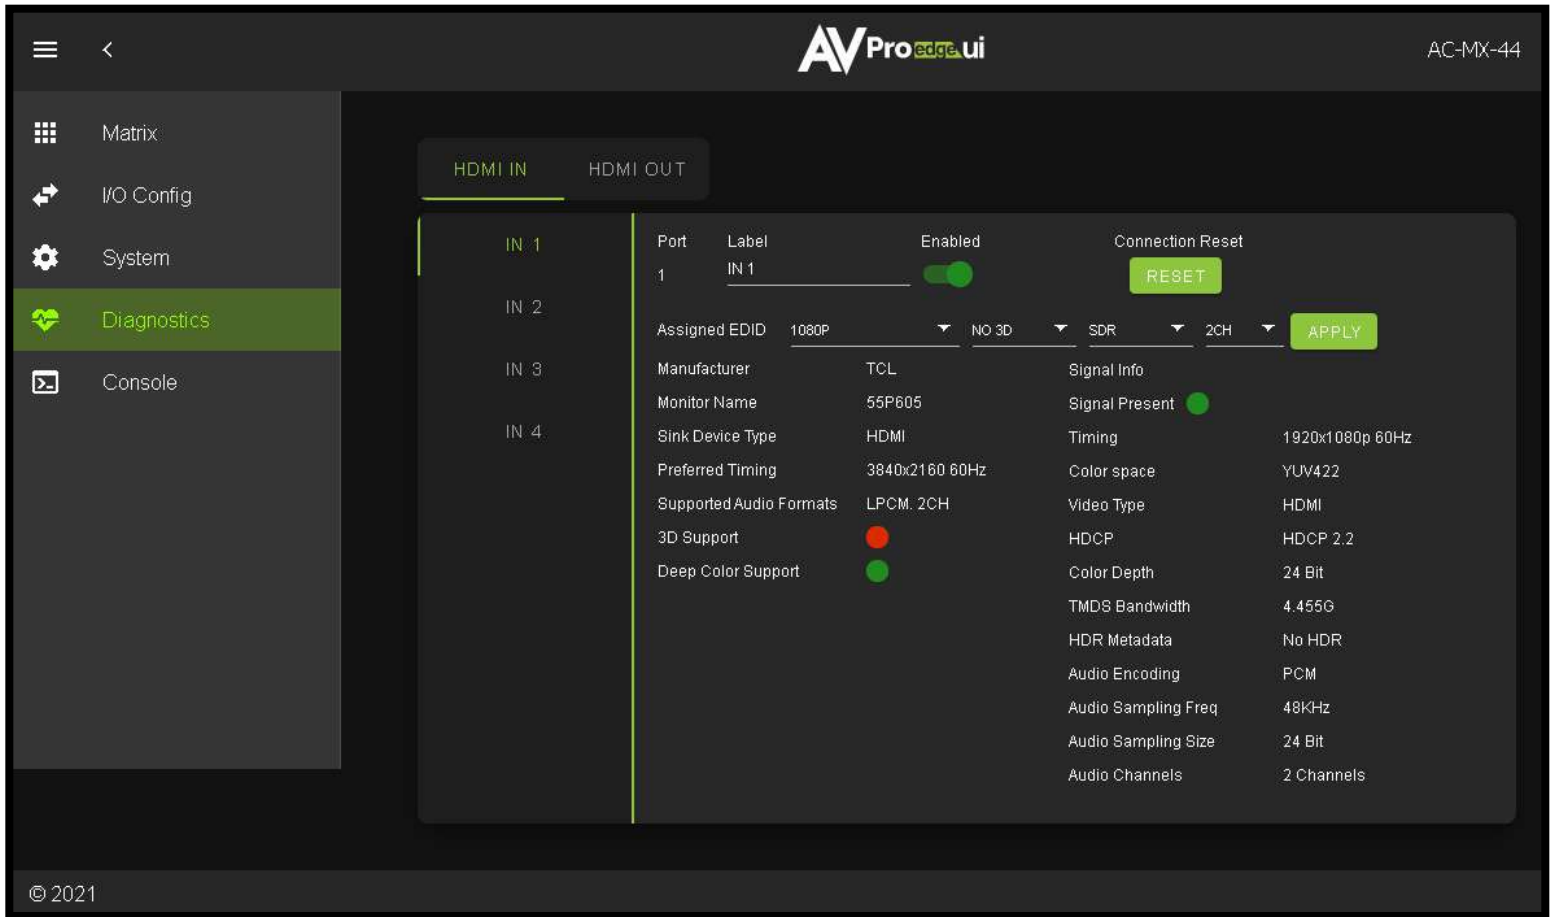 AVPro edge.ui
AC-MX-44
Matrix
I/O Config
System
Diagnostics
Console
HDMI IN HDMI OUT
IN 1
IN 2
IN 3
IN 4
Port Label Enabled Connection Reset
1 IN 1 RESET
Assigned EDID 1080P NO 3D SDR 2CH APPLY
Manufacturer TCL
Monitor Name 55P605
Sink Device Type HDMI
Preferred Timing 3840x2160 60Hz
Supported Audio Formats LPCM. 2CH
3D Support
Deep Color Support
Signal Info
Signal Present
Timing 1920x1080p 60Hz
Color space YUV422
Video Type HDMI
HDCP HDCP 2.2
Color Depth 24 Bit
TMDS Bandwidth 4.455G
HDR Metadata No HDR
Audio Encoding PCM
Audio Sampling Freq 48KHz
Audio Sampling Size 24 Bit
Audio Channels 2 Channels
© 2021